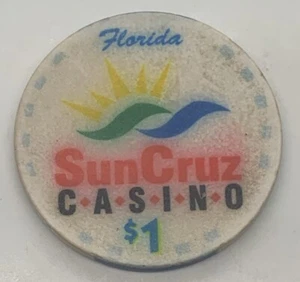 Florida
SunCruz
C•A•S•I•N•O
$1